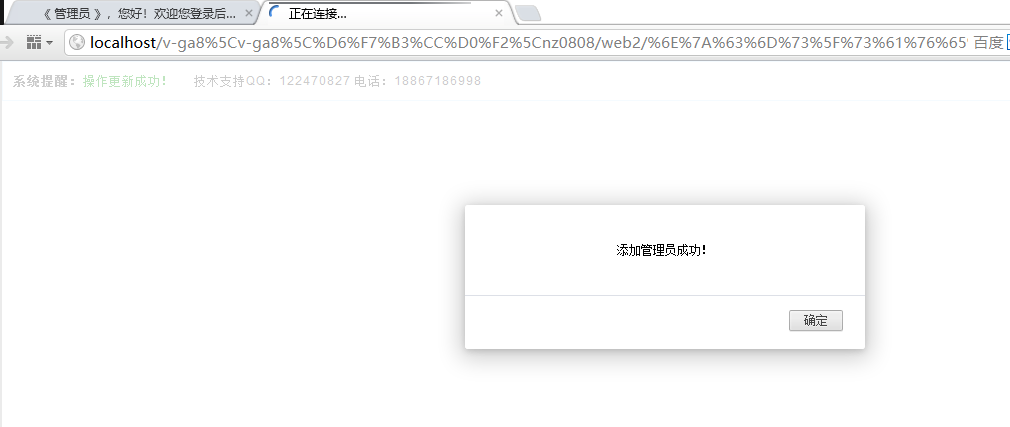 《 管理员 》，您好！欢迎您登录后...
正在连接...
localhost/v-ga8%5Cv-ga8%5C%D6%F7%B3%CC%D0%F2%5Cnz0808/web2/%6E%7A%63%6D%73%5F%73%61%76%65 百度
系统提醒：操作更新成功！ 技术支持QQ：122470827 电话：18867186998
添加管理员成功！
确定